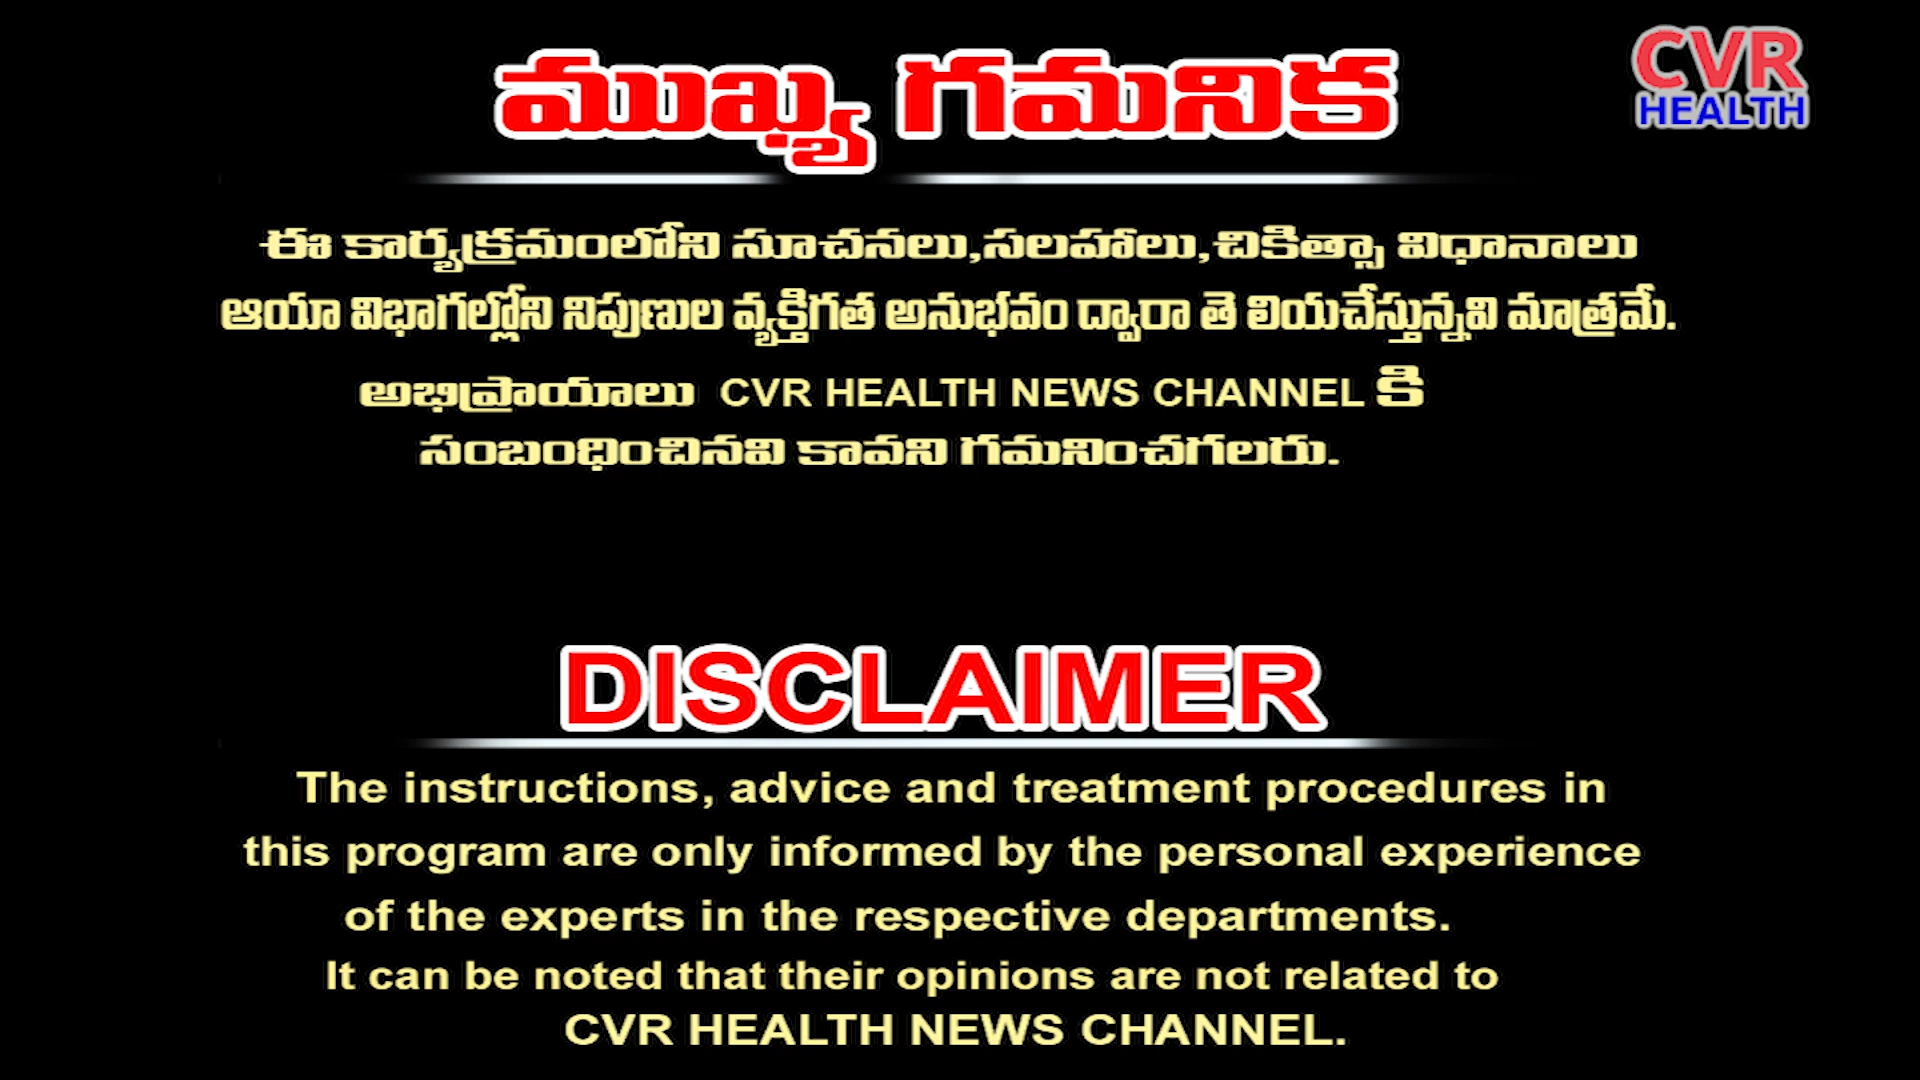 ముఖ్య గమనిక
CVR
HEALTH
ఈ కార్యక్రమంలోని సూచనలు,సలహాలు,చికిత్సా విధానాలు
ఆయా విభాగల్లోని నిపుణుల వ్యక్తిగత అనుభవం ద్వారా తె లియచేస్తున్నవి మాత్రమే.
అభిప్రాయాలు CVR HEALTH NEWS CHANNEL కి
సంబంధించినవి కావని గమనించగలరు.
DISCLAIMER
The instructions, advice and treatment procedures in
this program are only informed by the personal experience
of the experts in the respective departments.
It can be noted that their opinions are not related to
CVR HEALTH NEWS CHANNEL.